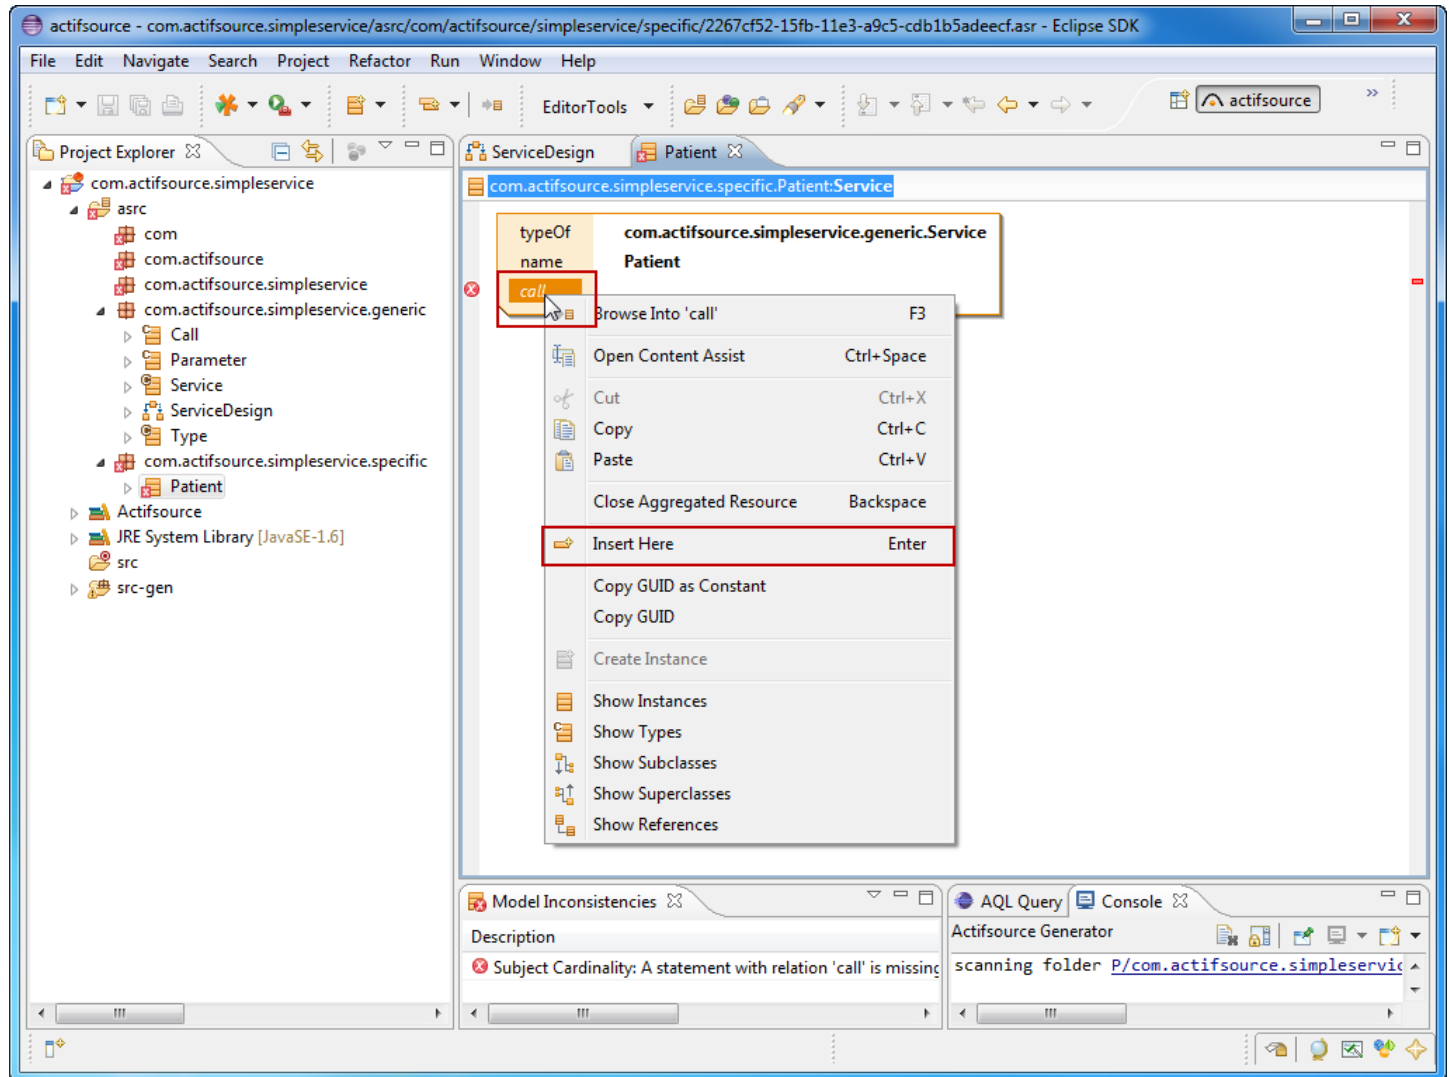 actifsource - com.actifsource.simpleservice/asrc/com/actifsource/simpleservice/specific/2267cf52-15fb-11e3-a9c5-cdb1b5adeecf.asr - Eclipse SDK
File Edit Navigate Search Project Refactor Run Window Help
EditorTools
actifsource
Project Explorer
com.actifsource.simpleservice
asrc
com
com.actifsource
com.actifsource.simpleservice
com.actifsource.simpleservice.generic
Call
Parameter
Service
ServiceDesign
Type
com.actifsource.simpleservice.specific
Patient
Actifsource
JRE System Library [JavaSE-1.6]
src
src-gen
ServiceDesign
Patient
com.actifsource.simpleservice.specific.Patient:Service
typeOf com.actifsource.simpleservice.generic.Service
name Patient
call
Browse Into 'call' F3
Open Content Assist Ctrl+Space
Cut Ctrl+X
Copy Ctrl+C
Paste Ctrl+V
Close Aggregated Resource Backspace
Insert Here Enter
Copy GUID as Constant
Copy GUID
Create Instance
Show Instances
Show Types
Show Subclasses
Show Superclasses
Show References
Model Inconsistencies
Description
Subject Cardinality: A statement with relation 'call' is missing
AQL Query
Console
Actifsource Generator
scanning folder P/com.actifsource.simpleservic